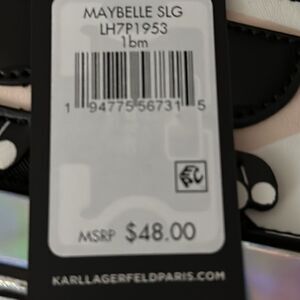 MAYBELLE SLG
LH7P1953
1bm
1 94775 56731 5
MSRP $48.00
KARLLAGERFELDPARIS.COM